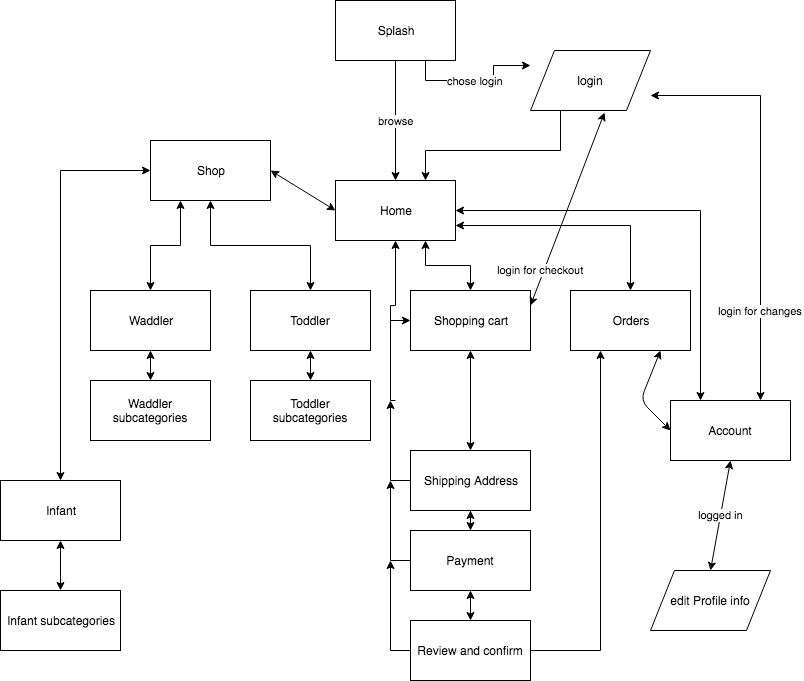 Splash
login
chose login
browse
Shop
Home
login for checkout
Waddler
Toddler
Shopping cart
Orders
login for changes
Waddler
subcategories
Toddler
subcategories
Account
Infant
Shipping Address
logged in
Payment
edit Profile info
Infant subcategories
Review and confirm